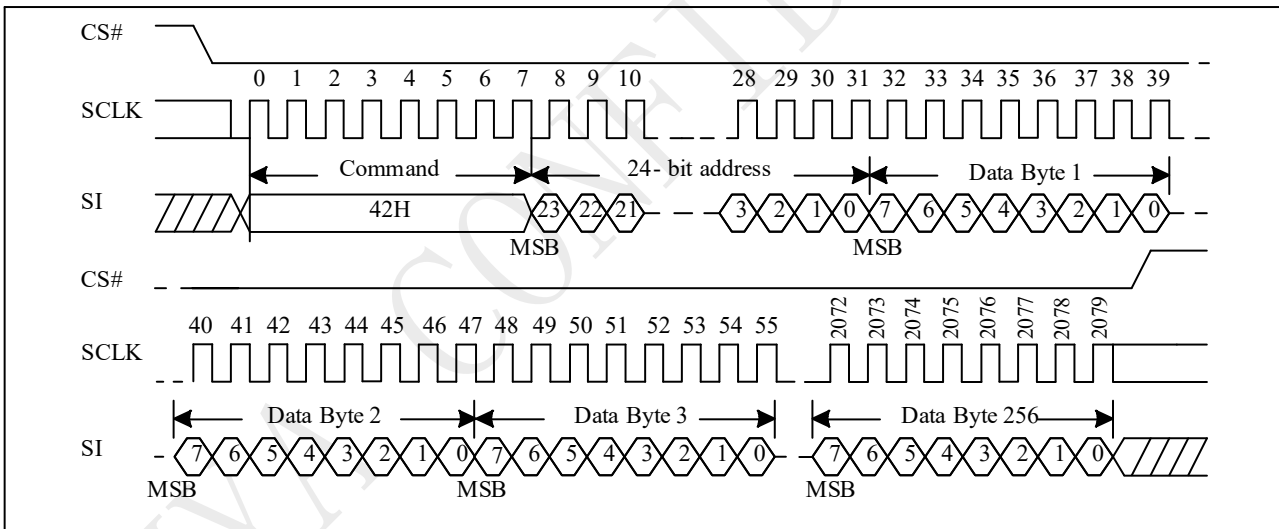 CS#
0 1 2 3 4 5 6 7 8 9 10 28 29 30 31 32 33 34 35 36 37 38 39
SCLK
Command 24- bit address Data Byte 1
SI 42H 23 22 21 3 2 1 0 7 6 5 4 3 2 1 0
MSB MSB
CS#
40 41 42 43 44 45 46 47 48 49 50 51 52 53 54 55 2072 2073 2074 2075 2076 2077 2078 2079
SCLK
Data Byte 2 Data Byte 3 Data Byte 256
SI 7 6 5 4 3 2 1 0 7 6 5 4 3 2 1 0 7 6 5 4 3 2 1 0
MSB MSB MSB